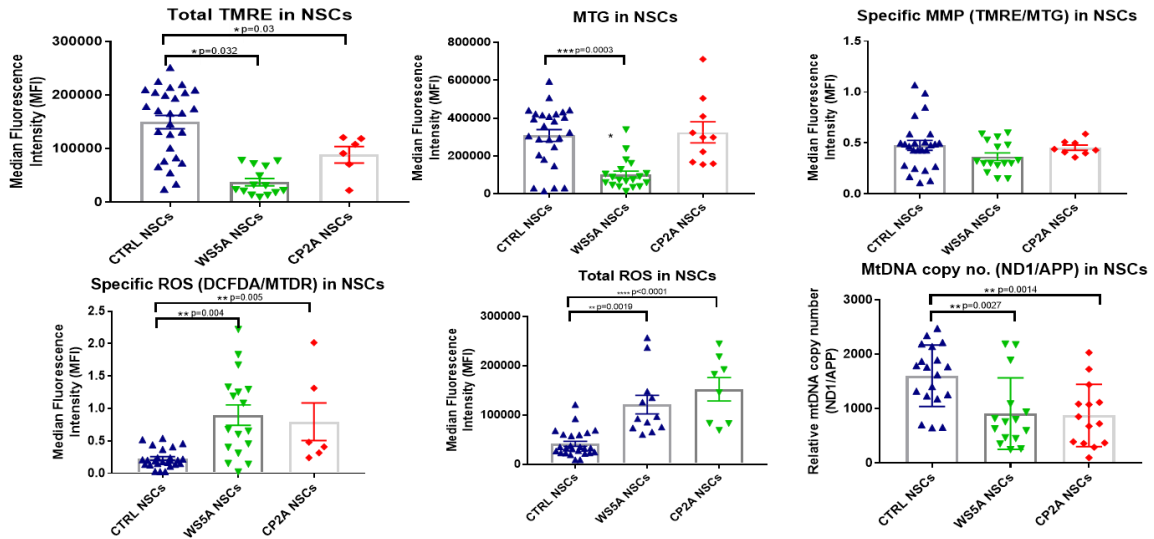 Total TMRE in NSCs
* p=0.03
* p=0.032
Median Fluorescence
Intensity (MFI)
300000
200000
100000
0
CTRL NSCs
WS5A NSCs
CP2A NSCs
MTG in NSCs
*** p=0.0003
*
Median Fluorescence
Intensity (MFI)
800000
600000
400000
200000
0
CTRL NSCs
WS5A NSCs
CP2A NSCs
Specific MMP (TMRE/MTG) in NSCs
Median Fluorescence
Intensity (MFI)
1.5
1.0
0.5
0.0
CTRL NSCs
WS5A NSCs
CP2A NSCs
Specific ROS (DCFDA/MTDR) in NSCs
** p=0.005
** p=0.004
Median Fluorescence
Intensity (MFI)
2.5
2.0
1.5
1.0
0.5
0.0
CTRL NSCs
WS5A NSCs
CP2A NSCs
Total ROS in NSCs
**** p<0.0001
** p=0.0019
Median Fluorescence
Intensity (MFI)
300000
200000
100000
0
CTRL NSCs
WS5A NSCs
CP2A NSCs
MtDNA copy no. (ND1/APP) in NSCs
** p=0.0014
** p=0.0027
Relative mtDNA copy number
(ND1/APP)
3000
2000
1000
0
CTRL NSCs
WS5A NSCs
CP2A NSCs